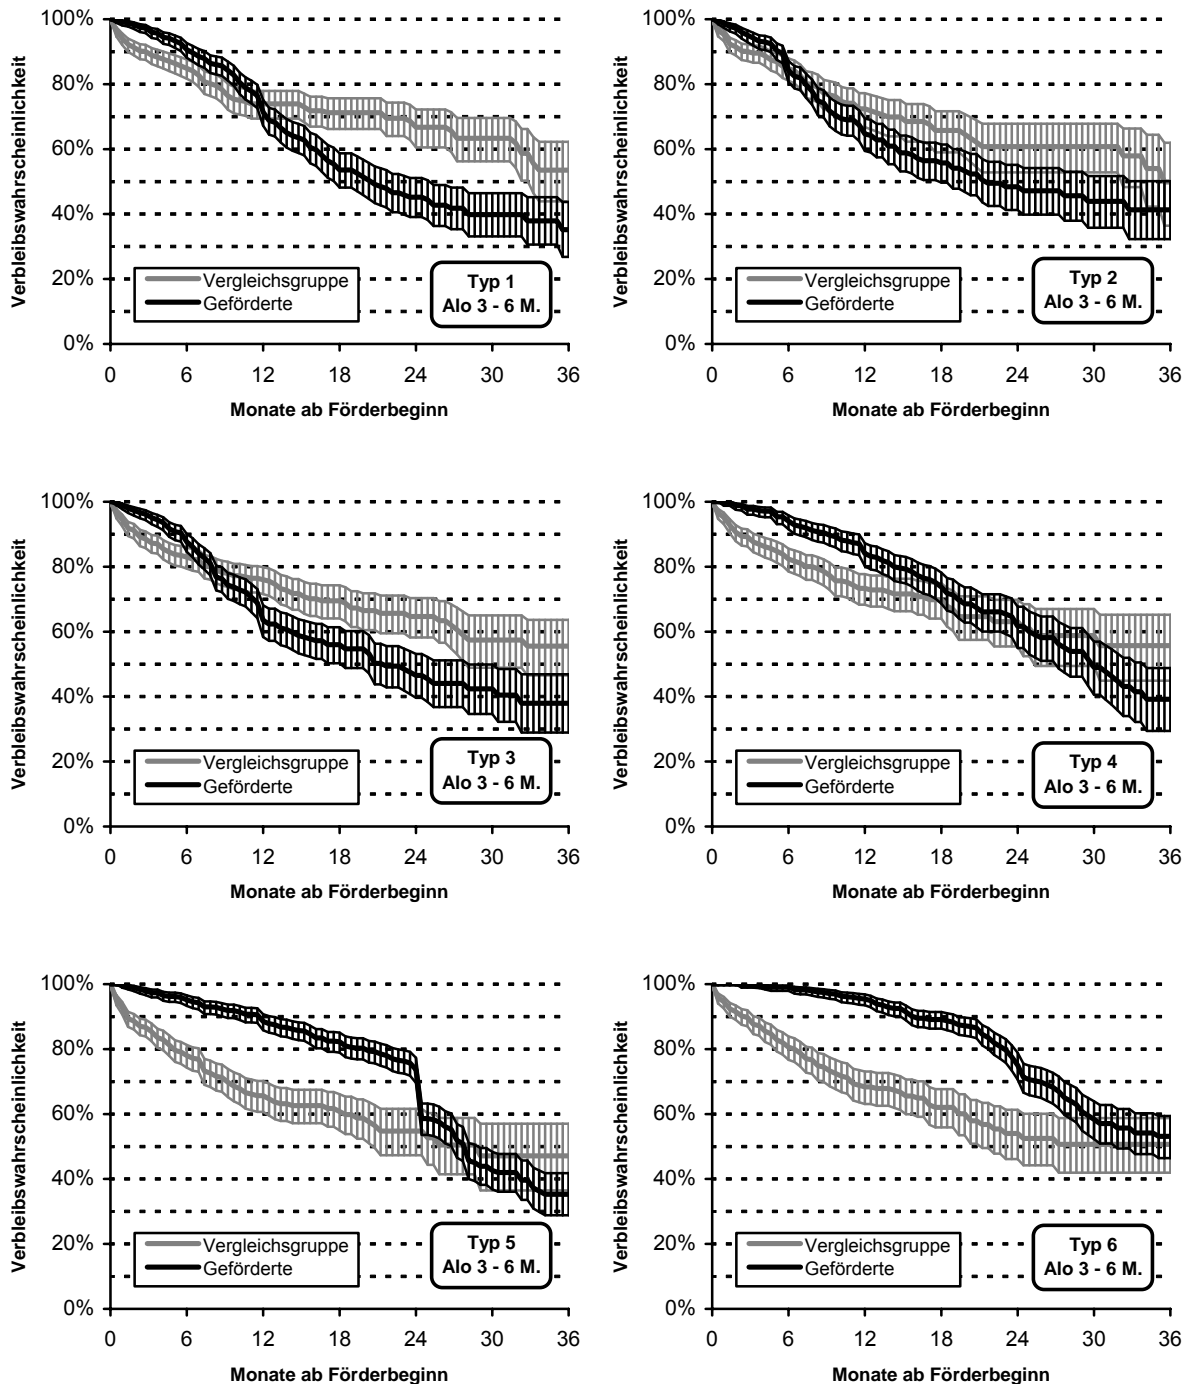 100%
80%
60%
40%
20%
0%
Verbleibswahrscheinlichkeit
Vergleichsgruppe
Geförderte
Typ 1
Alo 3 - 6 M.
0 6 12 18 24 30 36
Monate ab Förderbeginn
100%
80%
60%
40%
20%
0%
Verbleibswahrscheinlichkeit
Vergleichsgruppe
Geförderte
Typ 2
Alo 3 - 6 M.
0 6 12 18 24 30 36
Monate ab Förderbeginn
100%
80%
60%
40%
20%
0%
Verbleibswahrscheinlichkeit
Vergleichsgruppe
Geförderte
Typ 3
Alo 3 - 6 M.
0 6 12 18 24 30 36
Monate ab Förderbeginn
100%
80%
60%
40%
20%
0%
Verbleibswahrscheinlichkeit
Vergleichsgruppe
Geförderte
Typ 4
Alo 3 - 6 M.
0 6 12 18 24 30 36
Monate ab Förderbeginn
100%
80%
60%
40%
20%
0%
Verbleibswahrscheinlichkeit
Vergleichsgruppe
Geförderte
Typ 5
Alo 3 - 6 M.
0 6 12 18 24 30 36
Monate ab Förderbeginn
100%
80%
60%
40%
20%
0%
Verbleibswahrscheinlichkeit
Vergleichsgruppe
Geförderte
Typ 6
Alo 3 - 6 M.
0 6 12 18 24 30 36
Monate ab Förderbeginn